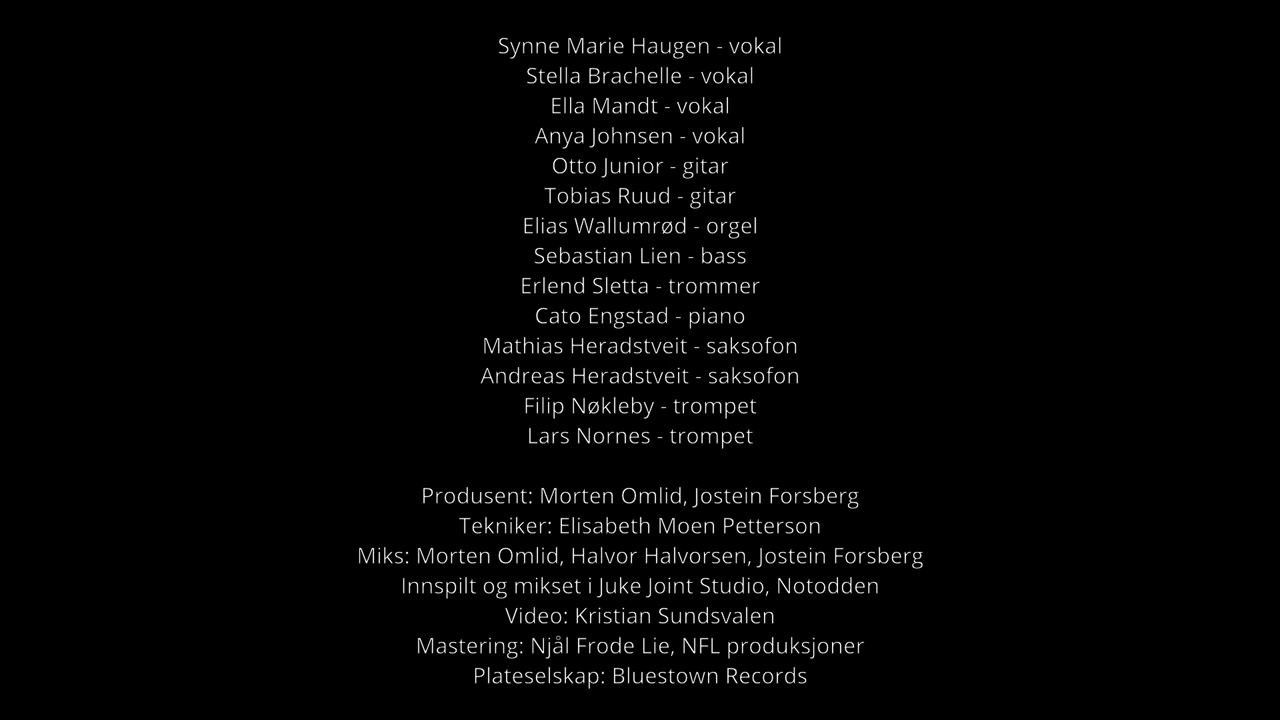 Synne Marie Haugen - vokal
Stella Brachelle - vokal
Ella Mandt - vokal
Anya Johnsen - vokal
Otto Junior - gitar
Tobias Ruud - gitar
Elias Wallumrød - orgel
Sebastian Lien - bass
Erlend Sletta - trommer
Cato Engstad - piano
Mathias Heradstveit - saksofon
Andreas Heradstveit - saksofon
Filip Nøkleby - trompet
Lars Nornes - trompet
Produsent: Morten Omlid, Jostein Forsberg
Tekniker: Elisabeth Moen Petterson
Miks: Morten Omlid, Halvor Halvorsen, Jostein Forsberg
Innspilt og mikset i Juke Joint Studio, Notodden
Video: Kristian Sundsvalen
Mastering: Njål Frode Lie, NFL produksjoner
Plateselskap: Bluestown Records